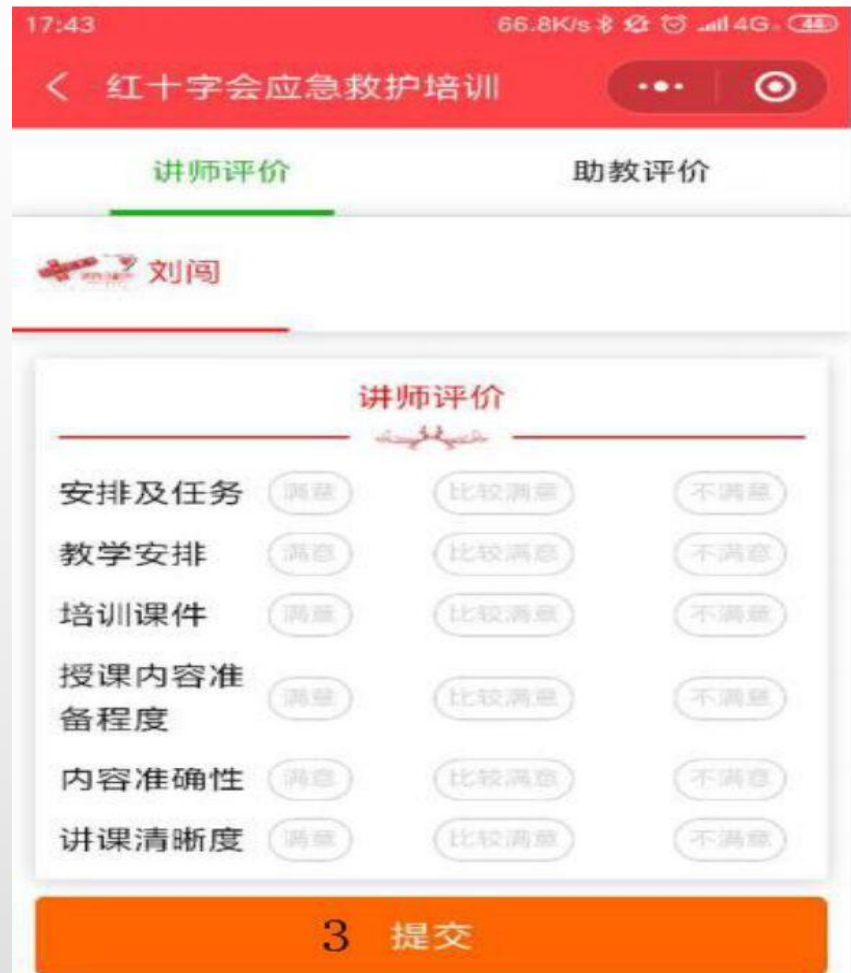 17:43 66.8K/s 4G 44
红十字会应急救护培训
讲师评价 助教评价
刘闯
讲师评价
安排及任务 满意 比较满意 不满意
教学安排 满意 比较满意 不满意
培训课件 满意 比较满意 不满意
授课内容准
备程度 满意 比较满意 不满意
内容准确性 满意 比较满意 不满意
讲课清晰度 满意 比较满意 不满意
3 提交